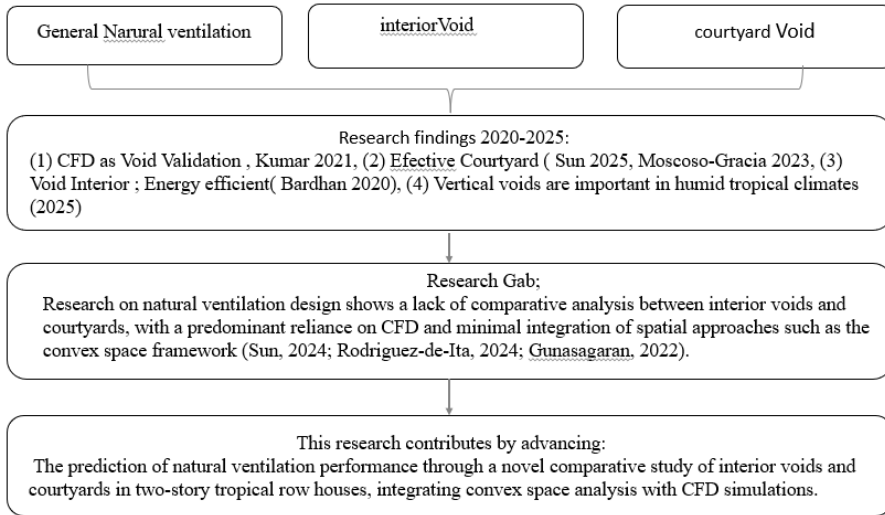 General Narural ventilation
interiorVoid
courtyard Void
Research findings 2020-2025:
(1) CFD as Void Validation , Kumar 2021, (2) Efective Courtyard ( Sun 2025, Moscoso-Gracia 2023, (3)
Void Interior ; Energy efficient( Bardhan 2020), (4) Vertical voids are important in humid tropical climates
(2025)
Research Gab;
Research on natural ventilation design shows a lack of comparative analysis between interior voids and
courtyards, with a predominant reliance on CFD and minimal integration of spatial approaches such as the
convex space framework (Sun, 2024; Rodriguez-de-Ita, 2024; Gunasagaran, 2022).
This research contributes by advancing:
The prediction of natural ventilation performance through a novel comparative study of interior voids and
courtyards in two-story tropical row houses, integrating convex space analysis with CFD simulations.